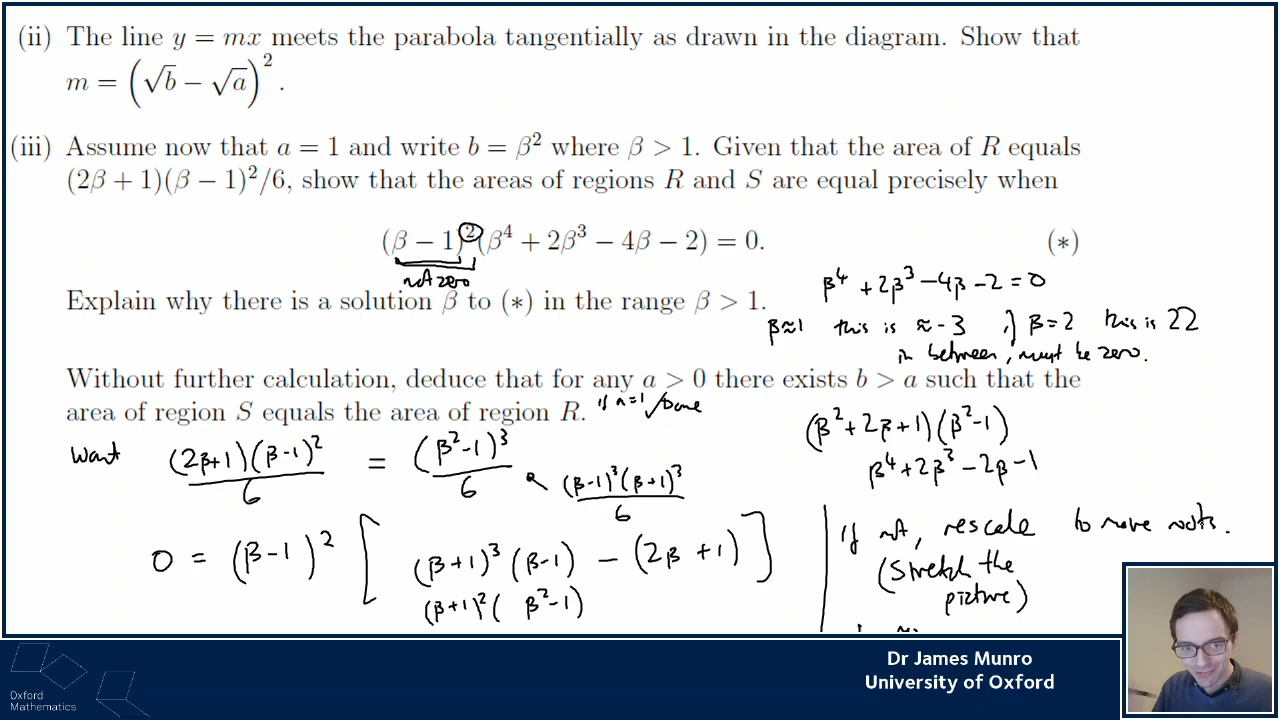 (ii) The line y = mx meets the parabola tangentially as drawn in the diagram. Show that
m = (√b − √a)².
(iii) Assume now that a = 1 and write b = β² where β > 1. Given that the area of R equals
(2β + 1)(β − 1)²/6, show that the areas of regions R and S are equal precisely when
(β − 1)²(β⁴ + 2β³ − 4β − 2) = 0. (∗)
not zero
β⁴ + 2β³ − 4β − 2 = 0
Explain why there is a solution β to (∗) in the range β > 1.
β≈1 this is ≈ −3 if β = 2 this is 22
in between, must be zero.
Without further calculation, deduce that for any a > 0 there exists b > a such that the
area of region S equals the area of region R.
if a=1 ✓ Done
Want (2β+1)(β−1)²/6 = (β²−1)³/6
(β−1)³(β+1)³/6
0 = (β−1)² [(β+1)³(β−1) − (2β+1)]
(β+1)²(β²−1)
(β²+2β+1)(β²−1)
β⁴+2β³−2β−1
If not, rescale to move roots.
(stretch the
picture)
Oxford
Mathematics
Dr James Munro
University of Oxford